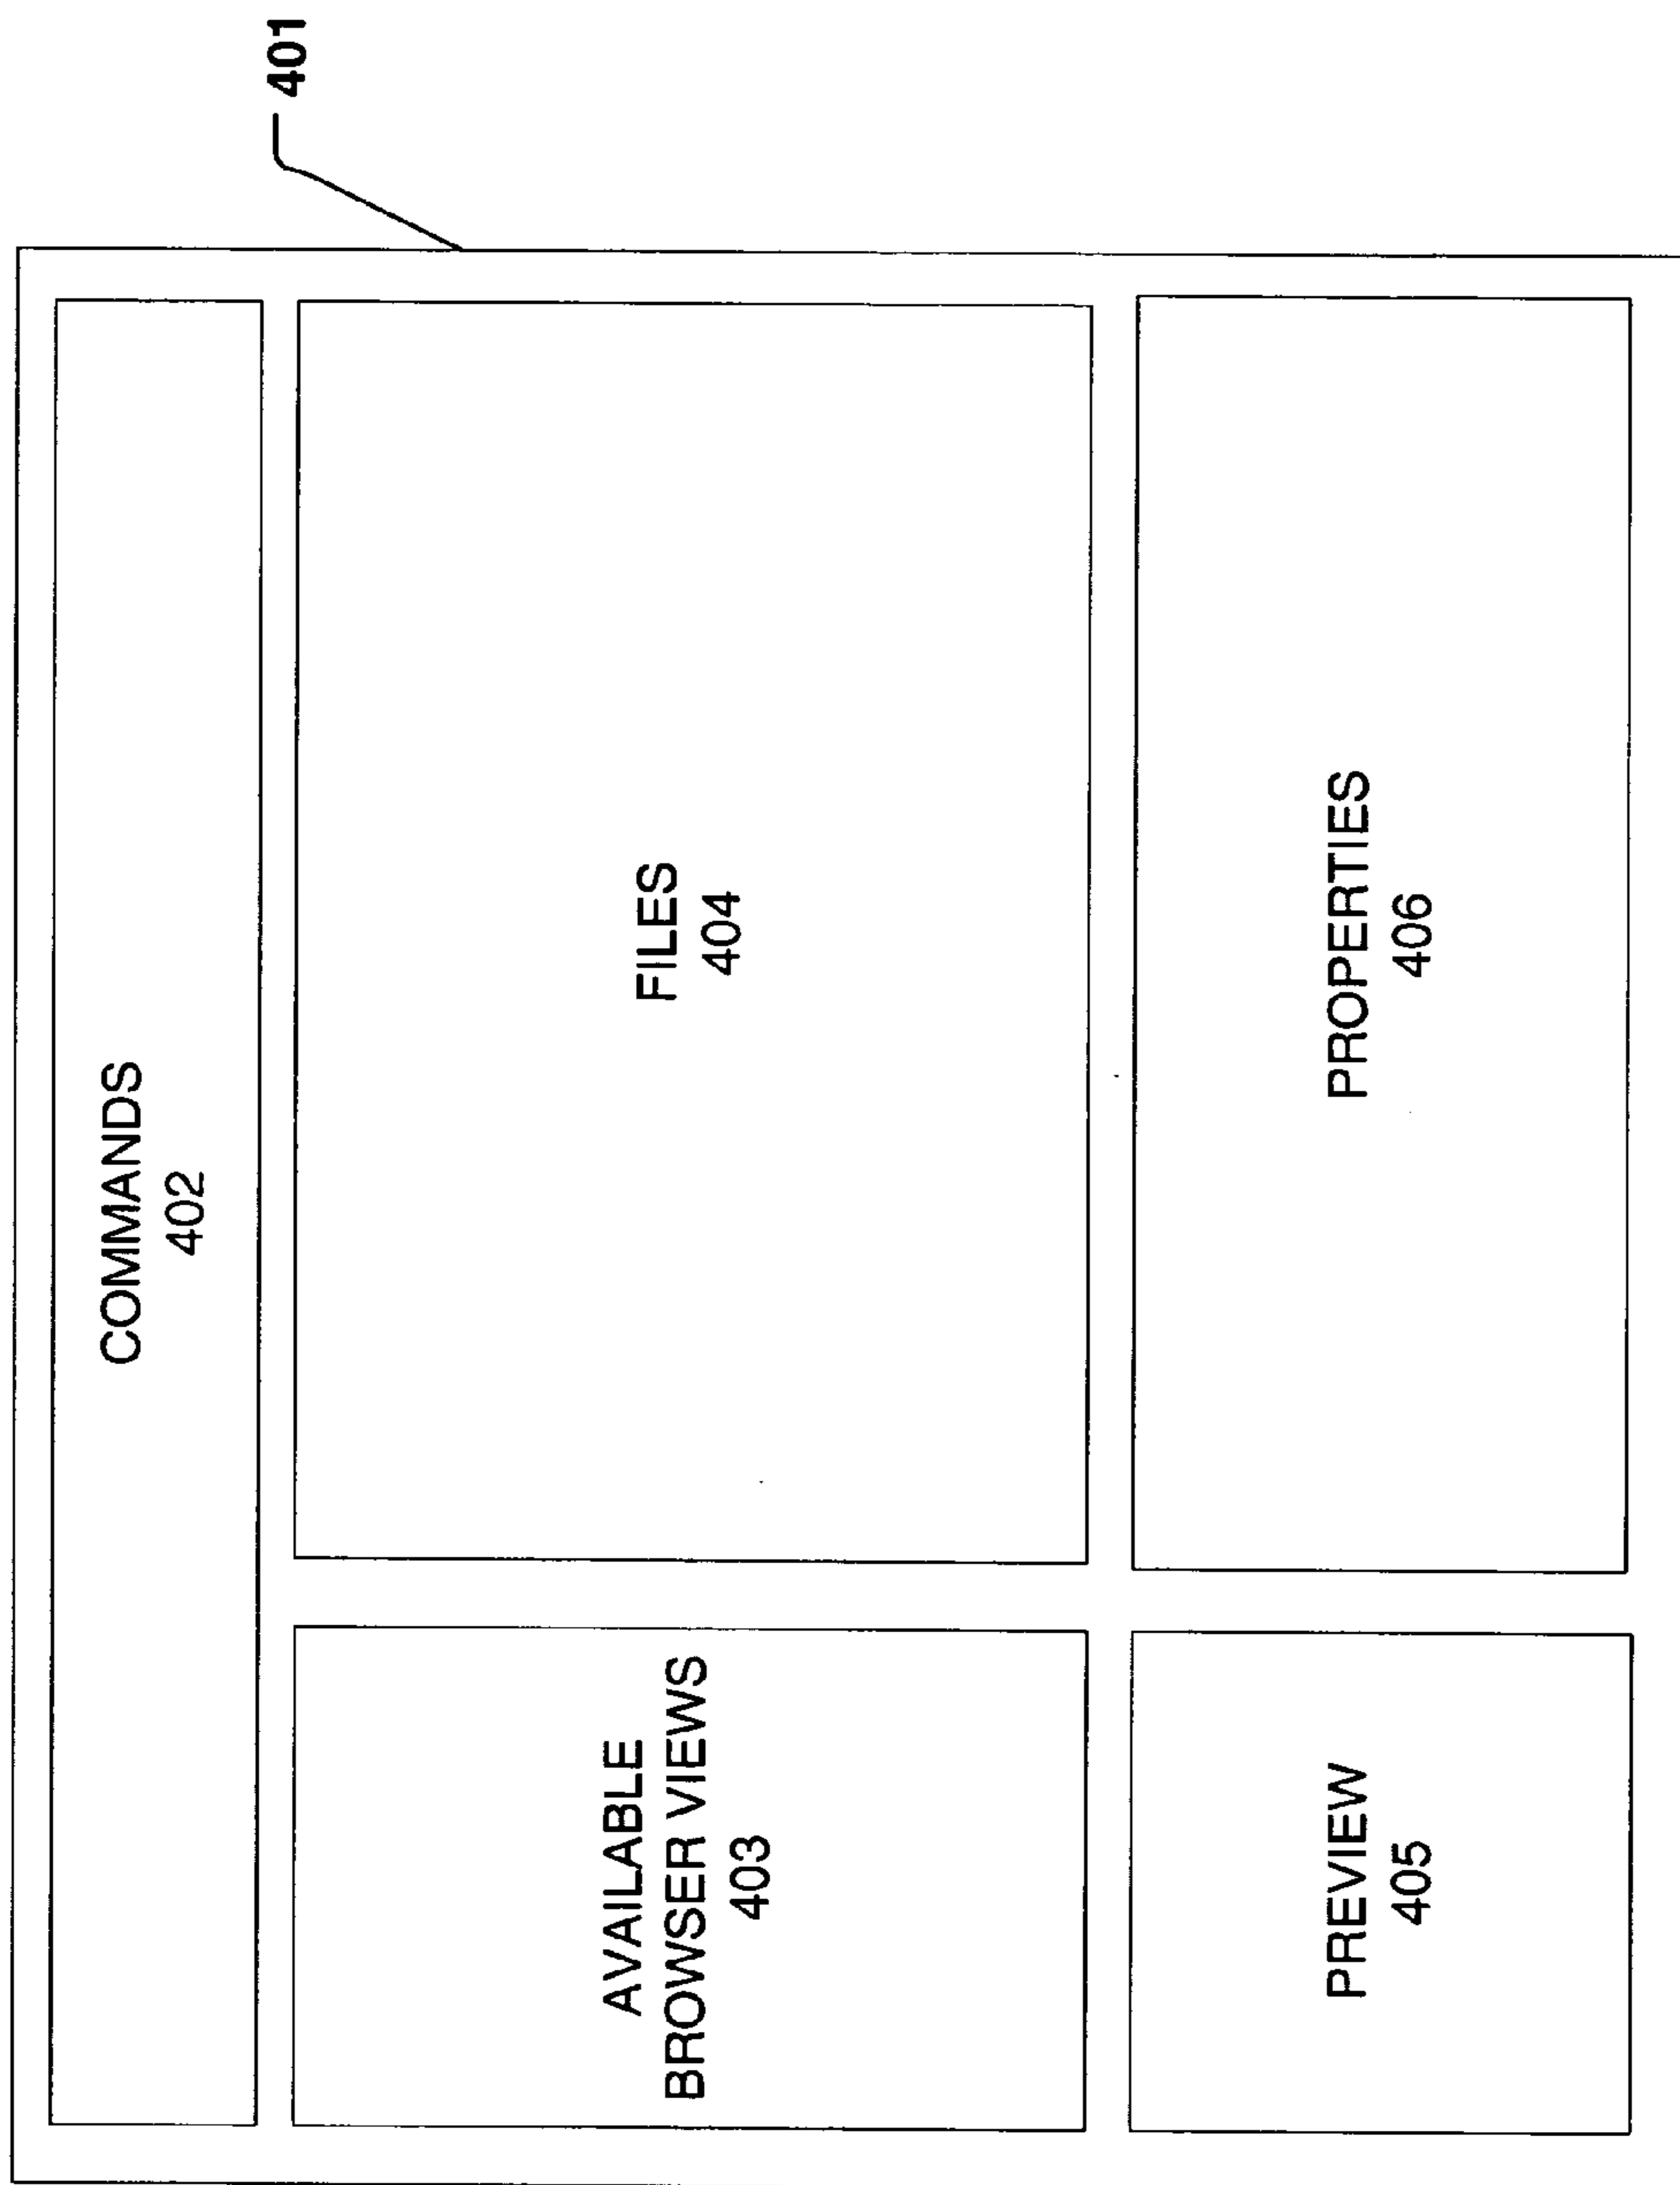 401
COMMANDS
402
AVAILABLE
BROWSER VIEWS
403
FILES
404
PREVIEW
405
PROPERTIES
406